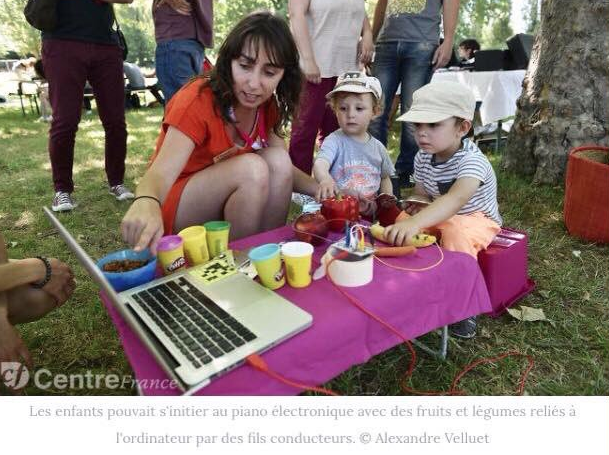 Centre France
Les enfants pouvait s'initier au piano électronique avec des fruits et légumes reliés à
l'ordinateur par des fils conducteurs. © Alexandre Velluet